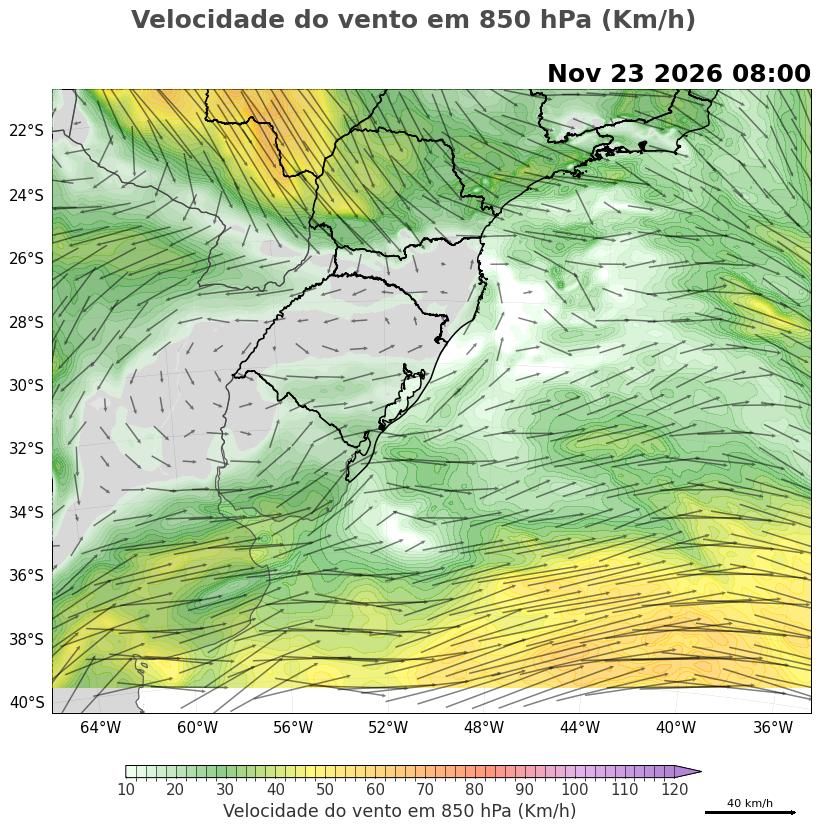 Velocidade do vento em 850 hPa (Km/h)
Nov 23 2026 08:00
22°S
24°S
26°S
28°S
30°S
32°S
34°S
36°S
38°S
40°S
64°W 60°W 56°W 52°W 48°W 44°W 40°W 36°W
10 20 30 40 50 60 70 80 90 100 110 120
Velocidade do vento em 850 hPa (Km/h)
40 km/h